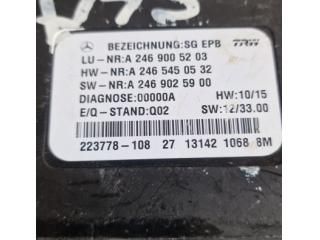 BEZEICHNUNG:SG EPB TRW
LU-NR:A 246 900 52 03
HW-NR:A 246 545 05 32
SW-NR:A 246 902 59 00
DIAGNOSE:00000A HW:10/15
E/Q-STAND:Q02 SW:12/33.00
223778-108 27 13142 1068 8M